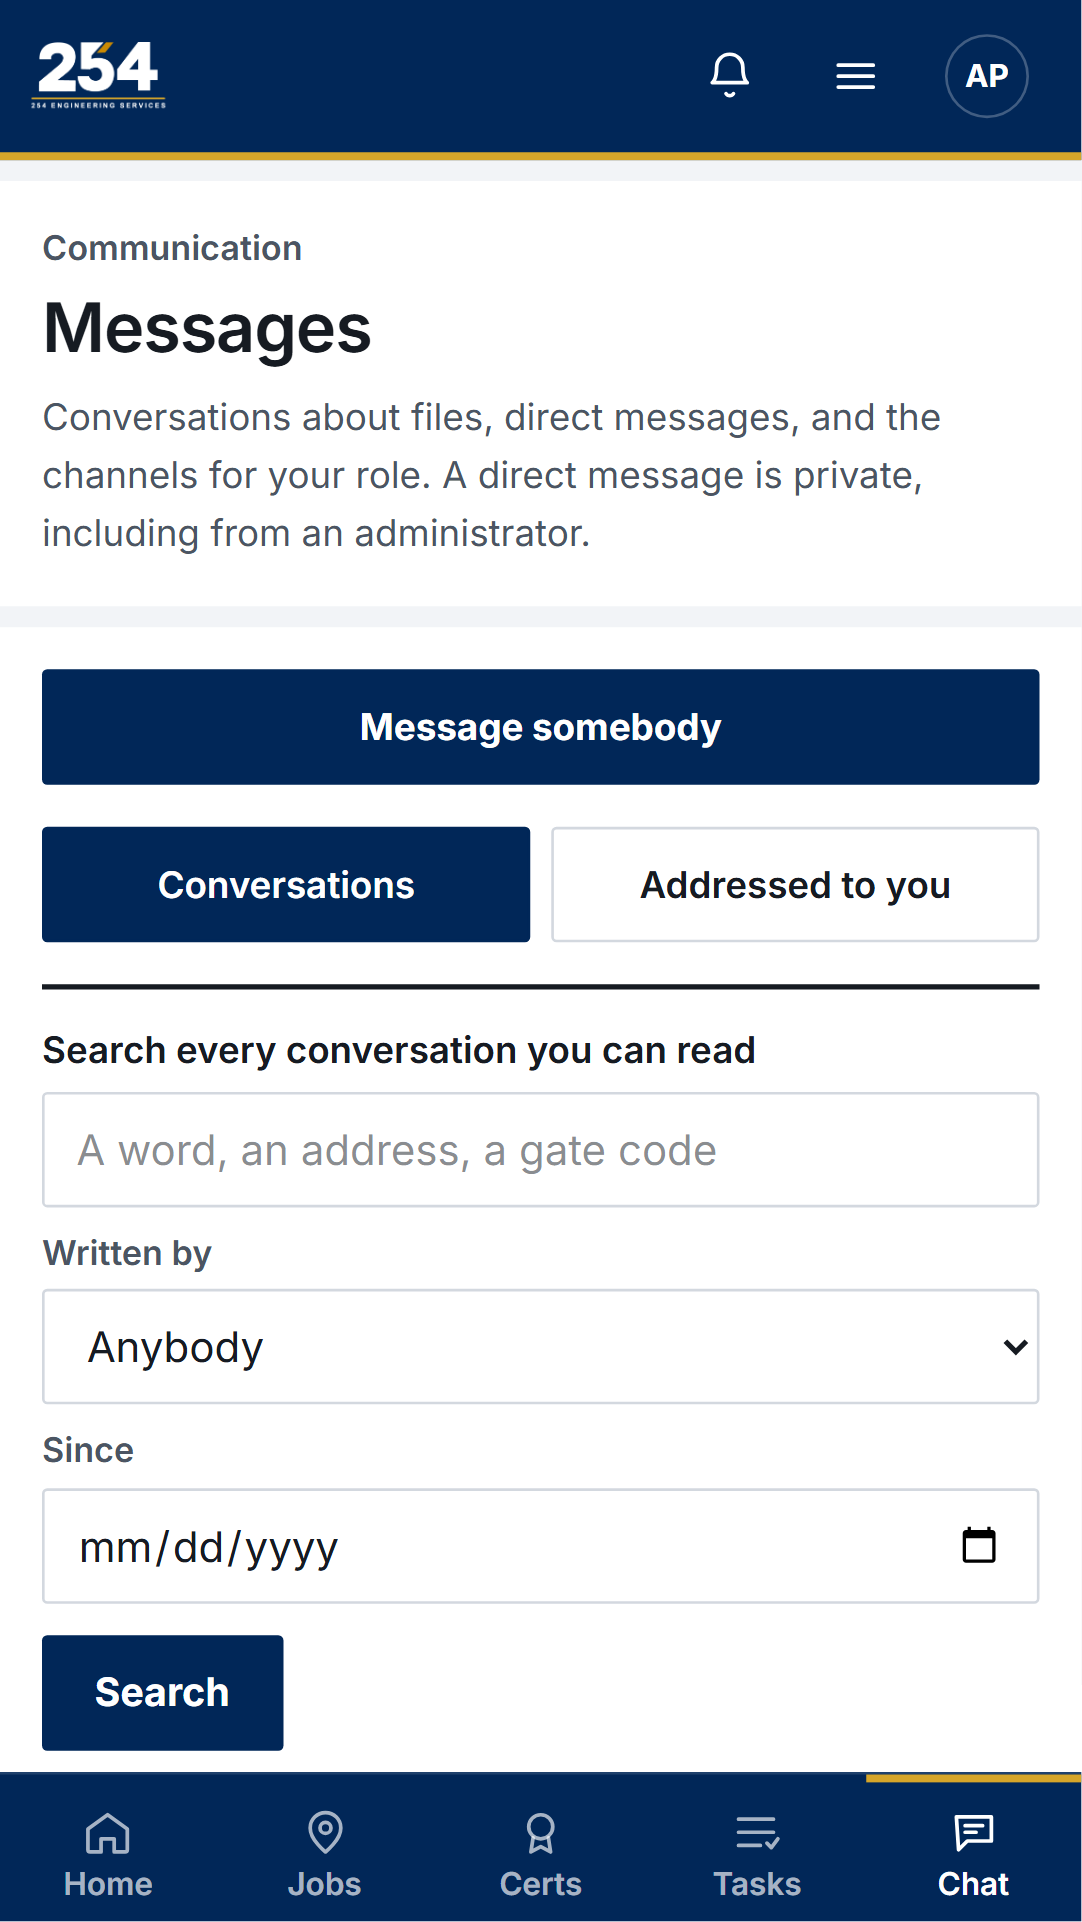 254
254 ENGINEERING SERVICES
AP
Communication
Messages
Conversations about files, direct messages, and the
channels for your role. A direct message is private,
including from an administrator.
Message somebody
Conversations
Addressed to you
Search every conversation you can read
A word, an address, a gate code
Written by
Anybody
Since
mm/dd/yyyy
Search
Home
Jobs
Certs
Tasks
Chat